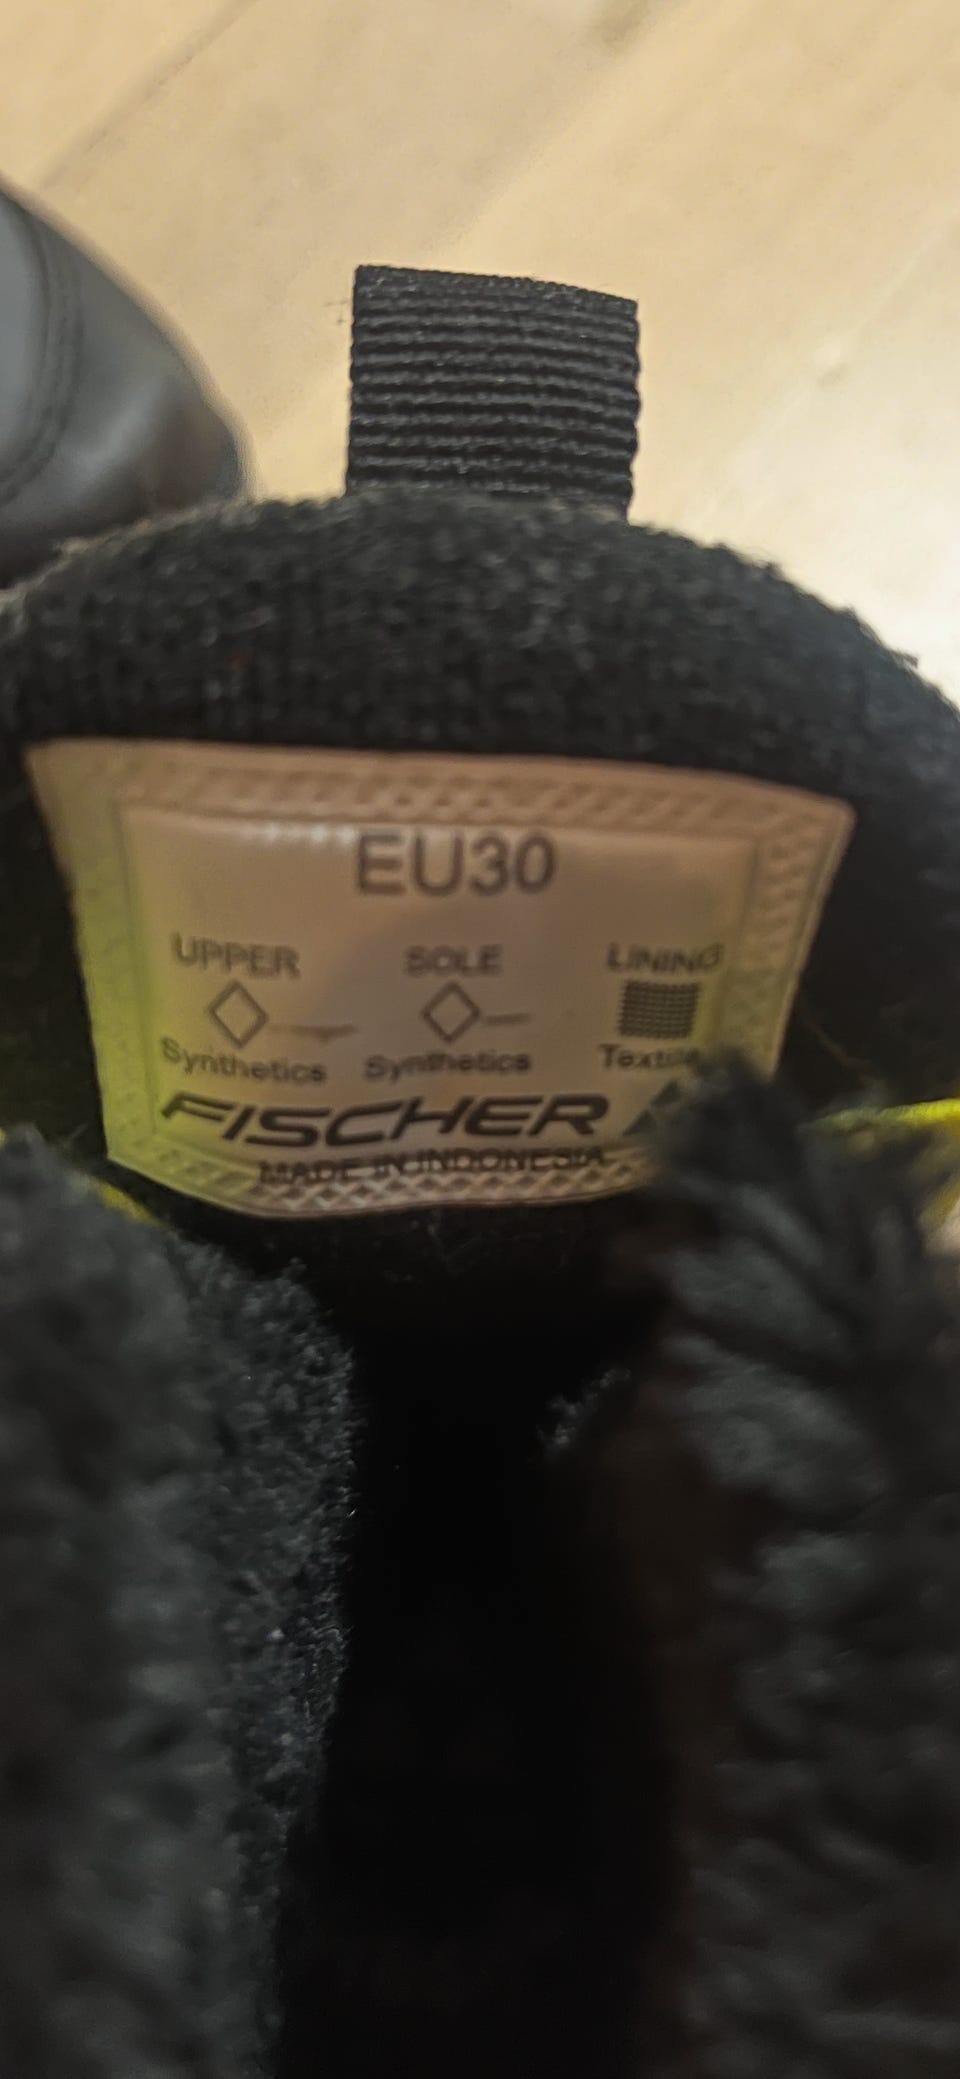 EU30
UPPER SOLE LINING
Synthetics Synthetics Textile
FISCHER
MADE IN INDONESIA